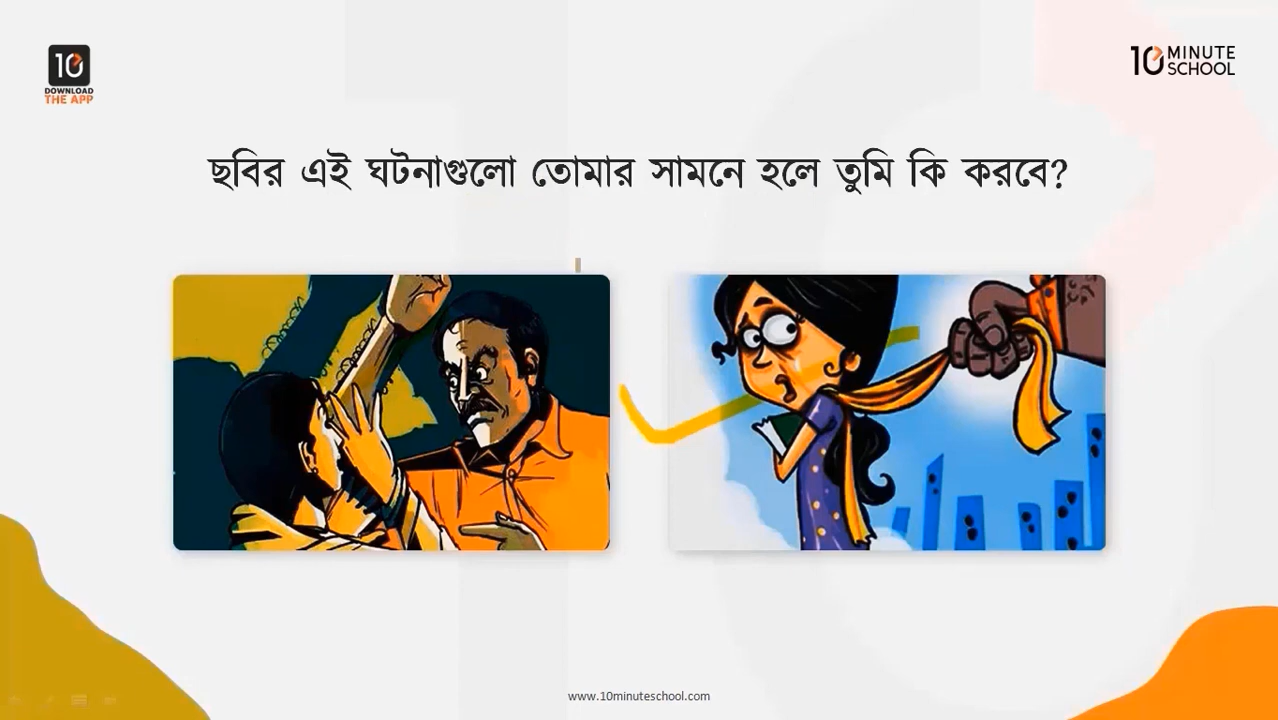 10
DOWNLOAD
THE APP
10 MINUTE
SCHOOL
ছবির এই ঘটনাগুলো তোমার সামনে হলে তুমি কি করবে?
www.10minuteschool.com